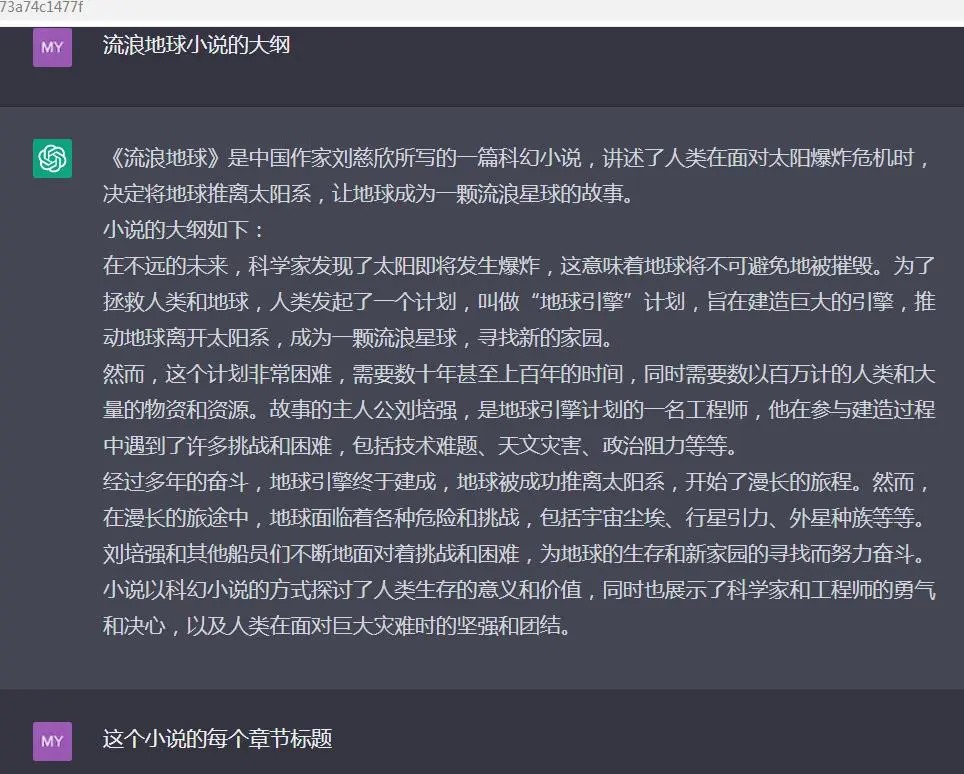 73a74c1477f
MY
流浪地球小说的大纲
《流浪地球》是中国作家刘慈欣所写的一篇科幻小说，讲述了人类在面对太阳爆炸危机时，
决定将地球推离太阳系，让地球成为一颗流浪星球的故事。
小说的大纲如下：
在不远的未来，科学家发现了太阳即将发生爆炸，这意味着地球将不可避免地被摧毁。为了
拯救人类和地球，人类发起了一个计划，叫做“地球引擎”计划，旨在建造巨大的引擎，推
动地球离开太阳系，成为一颗流浪星球，寻找新的家园。
然而，这个计划非常困难，需要数十年甚至上百年的时间，同时需要数以百万计的人类和大
量的物资和资源。故事的主人公刘培强，是地球引擎计划的一名工程师，他在参与建造过程
中遇到了许多挑战和困难，包括技术难题、天文灾害、政治阻力等等。
经过多年的奋斗，地球引擎终于建成，地球被成功推离太阳系，开始了漫长的旅程。然而，
在漫长的旅途中，地球面临着各种危险和挑战，包括宇宙尘埃、行星引力、外星种族等等。
刘培强和其他船员们不断地面对着挑战和困难，为地球的生存和新家园的寻找而努力奋斗。
小说以科幻小说的方式探讨了人类生存的意义和价值，同时也展示了科学家和工程师的勇气
和决心，以及人类在面对巨大灾难时的坚强和团结。
MY
这个小说的每个章节标题